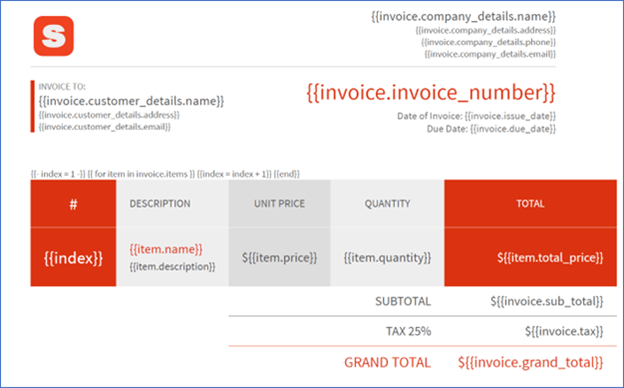 S
{{invoice.company_details.name}}
{{invoice.company_details.address}}
{{invoice.company_details.phone}}
{{invoice.company_details.email}}
INVOICE TO:
{{invoice.customer_details.name}}
{{invoice.customer_details.address}}
{{invoice.customer_details.email}}
{{invoice.invoice_number}}
Date of Invoice: {{invoice.issue_date}}
Due Date: {{invoice.due_date}}
{{- index = 1 -}} {{ for item in invoice.items }} {{index = index + 1}} {{end}}
# DESCRIPTION UNIT PRICE QUANTITY TOTAL
{{index}} {{item.name}} ${{item.price}} {{item.quantity}} ${{item.total_price}}
{{item.description}}
SUBTOTAL ${{invoice.sub_total}}
TAX 25% ${{invoice.tax}}
GRAND TOTAL ${{invoice.grand_total}}